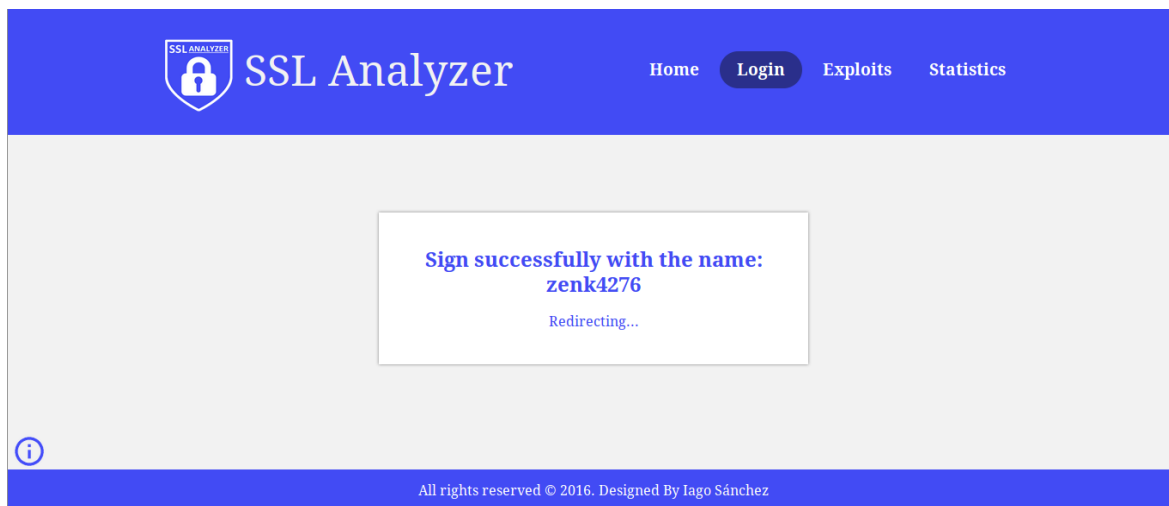 SSL ANALYZER
SSL Analyzer
Home Login Exploits Statistics
Sign successfully with the name:
zenk4276
Redirecting...
All rights reserved © 2016. Designed By Iago Sánchez